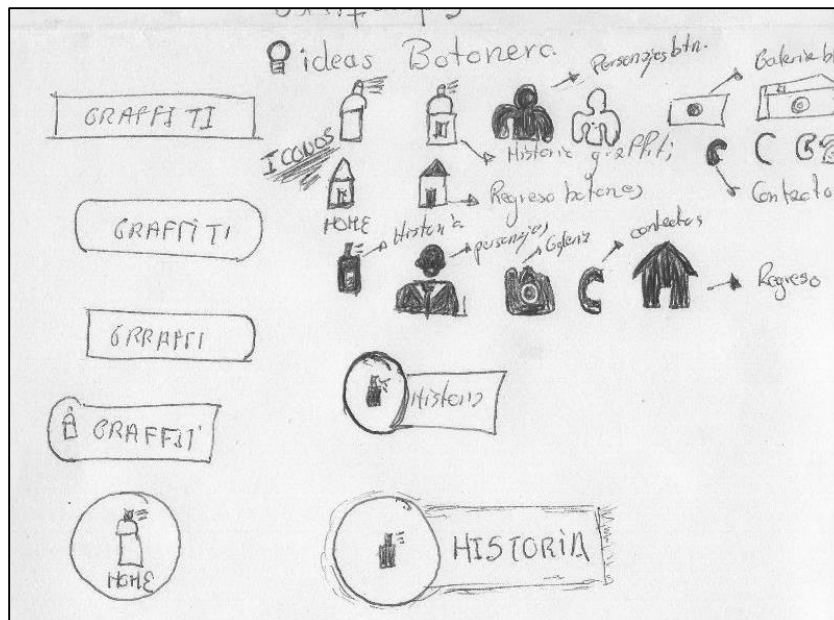 ideas Botonera
Personajes btn.
Galeria b
GRAFFITI
ICONOS
Historia graffiti
Contacto
HOME
Regreso botones
GRAFFITI
Historia
personajes
Galeria
contactos
Regreso
GRRAFFTI
Historia
GRAFFITI
HISTORIA
HOME